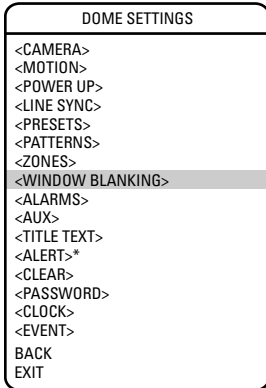 DOME SETTINGS
<CAMERA>
<MOTION>
<POWER UP>
<LINE SYNC>
<PRESETS>
<PATTERNS>
<ZONES>
<WINDOW BLANKING>
<ALARMS>
<AUX>
<TITLE TEXT>
<ALERT>*
<CLEAR>
<PASSWORD>
<CLOCK>
<EVENT>
BACK
EXIT